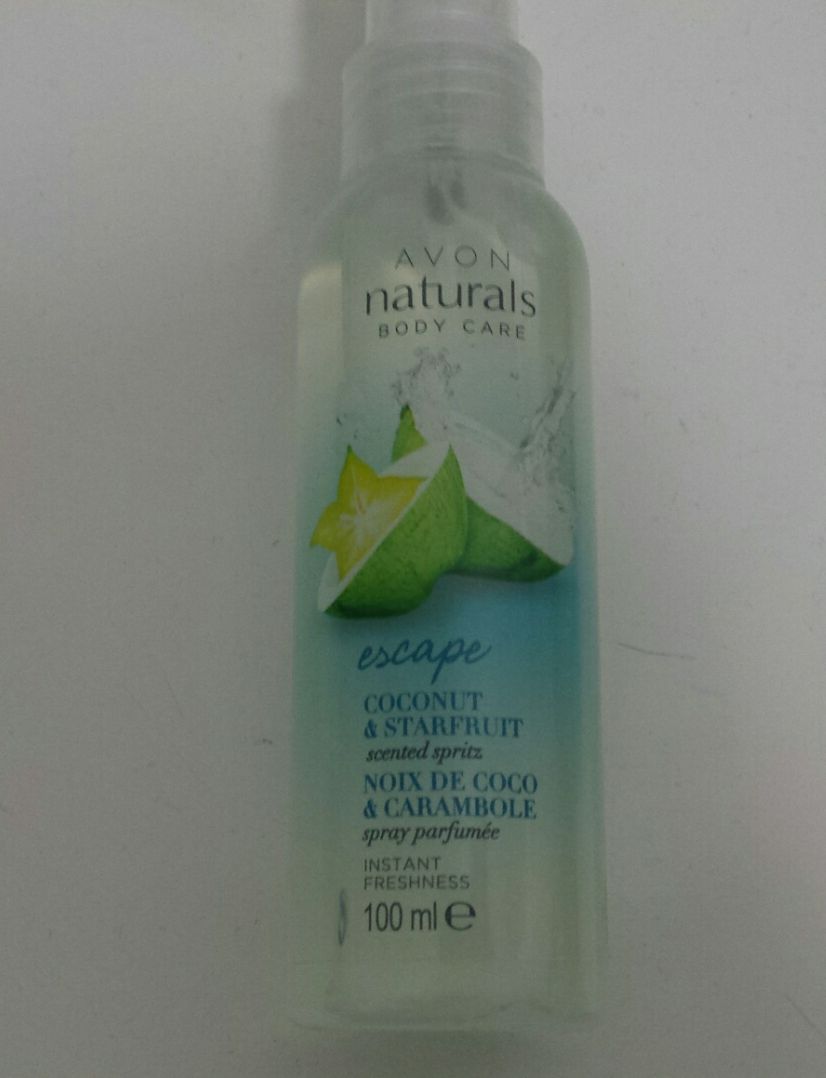 AVON
naturals
BODY CARE
escape
COCONUT
& STARFRUIT
scented spritz
NOIX DE COCO
& CARAMBOLE
spray parfumée
INSTANT
FRESHNESS
100 ml ℮